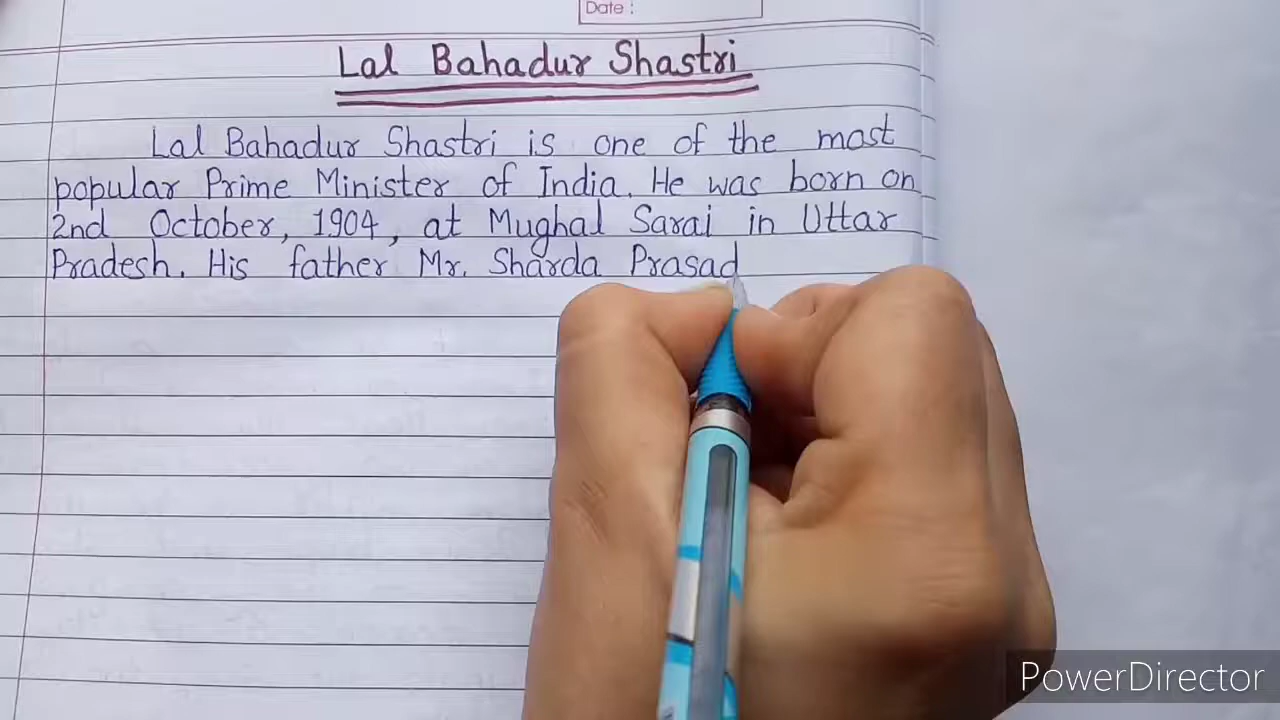 Date :
Lal Bahadur Shastri
Lal Bahadur Shastri is one of the most
popular Prime Minister of India. He was born on
2nd October, 1904, at Mughal Sarai in Uttar
Pradesh. His father Mr. Sharda Prasad
PowerDirector